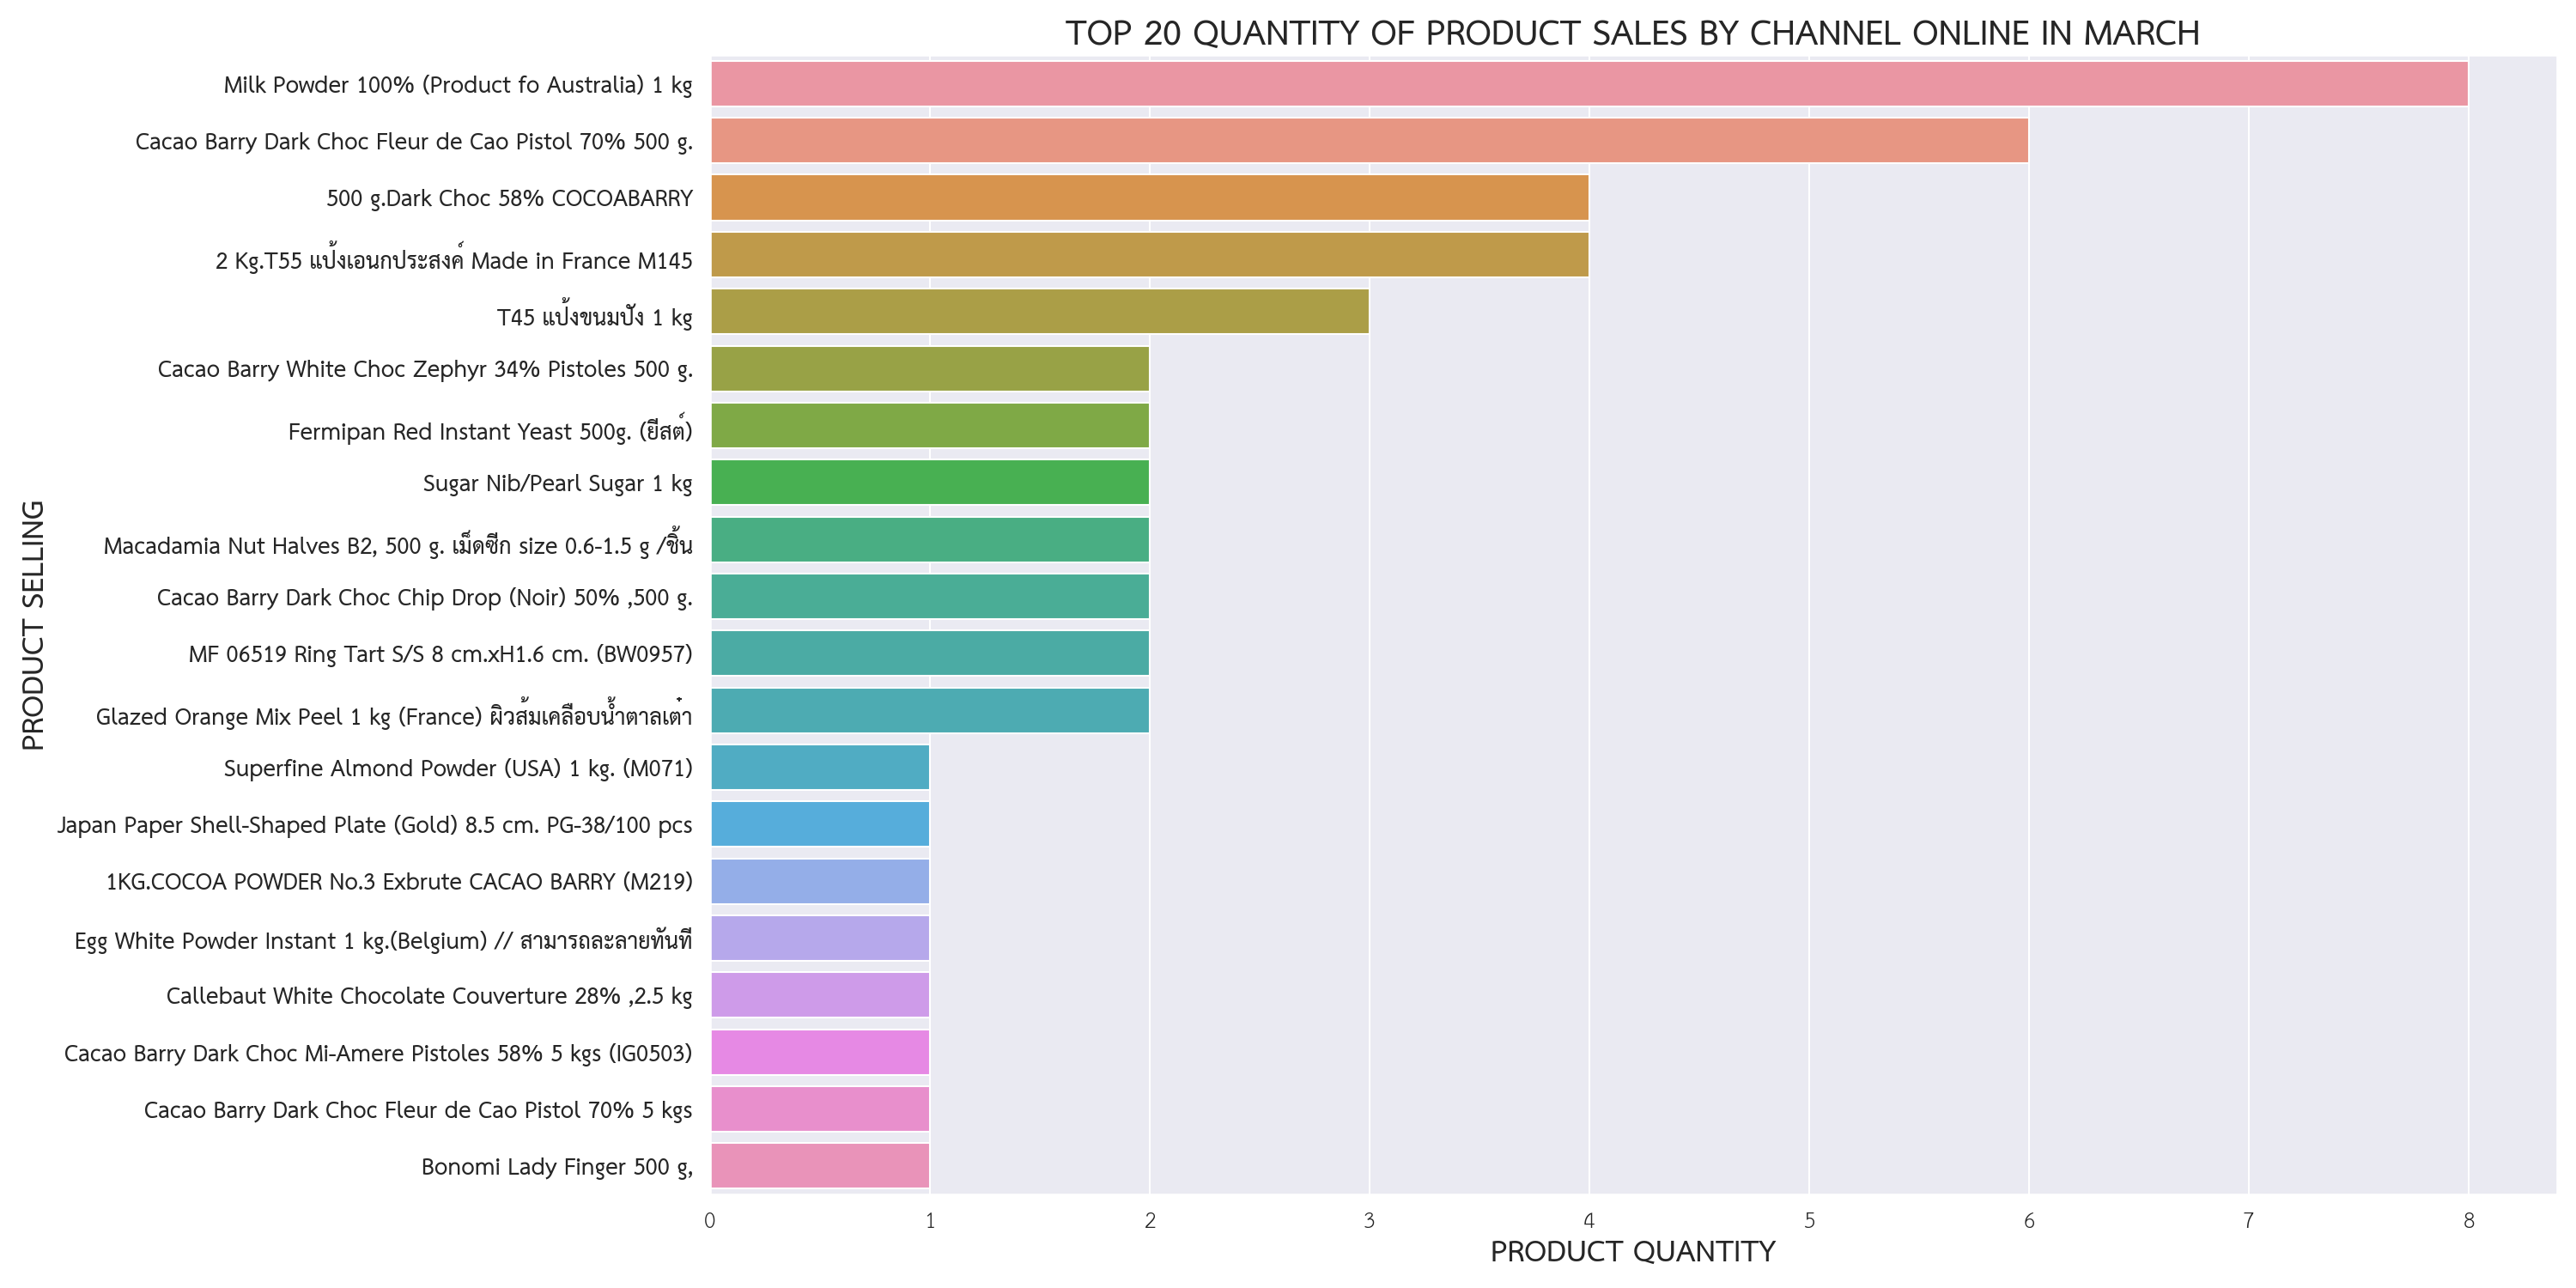 TOP 20 QUANTITY OF PRODUCT SALES BY CHANNEL ONLINE IN MARCH
PRODUCT SELLING
Milk Powder 100% (Product fo Australia) 1 kg
Cacao Barry Dark Choc Fleur de Cao Pistol 70% 500 g.
500 g.Dark Choc 58% COCOABARRY
2 Kg.T55 แป้งเอนกประสงค์ Made in France M145
T45 แป้งขนมปัง 1 kg
Cacao Barry White Choc Zephyr 34% Pistoles 500 g.
Fermipan Red Instant Yeast 500g. (ยีสต์)
Sugar Nib/Pearl Sugar 1 kg
Macadamia Nut Halves B2, 500 g. เม็ดซีก size 0.6-1.5 g /ชิ้น
Cacao Barry Dark Choc Chip Drop (Noir) 50% ,500 g.
MF 06519 Ring Tart S/S 8 cm.xH1.6 cm. (BW0957)
Glazed Orange Mix Peel 1 kg (France) ผิวส้มเคลือบน้ำตาลเต๋า
Superfine Almond Powder (USA) 1 kg. (M071)
Japan Paper Shell-Shaped Plate (Gold) 8.5 cm. PG-38/100 pcs
1KG.COCOA POWDER No.3 Exbrute CACAO BARRY (M219)
Egg White Powder Instant 1 kg.(Belgium) // สามารถละลายทันที
Callebaut White Chocolate Couverture 28% ,2.5 kg
Cacao Barry Dark Choc Mi-Amere Pistoles 58% 5 kgs (IG0503)
Cacao Barry Dark Choc Fleur de Cao Pistol 70% 5 kgs
Bonomi Lady Finger 500 g,
0 1 2 3 4 5 6 7 8
PRODUCT QUANTITY